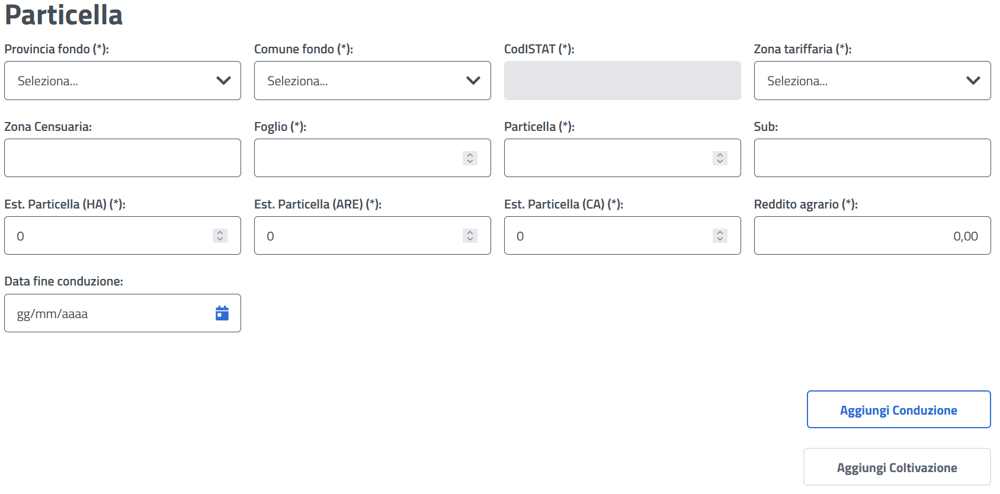 Particella
Provincia fondo (*):
Comune fondo (*):
CodISTAT (*):
Zona tariffaria (*):
Seleziona...
Seleziona...
Seleziona...
Zona Censuaria:
Foglio (*):
Particella (*):
Sub:
Est. Particella (HA) (*):
Est. Particella (ARE) (*):
Est. Particella (CA) (*):
Reddito agrario (*):
0
0
0
0,00
Data fine conduzione:
gg/mm/aaaa
Aggiungi Conduzione
Aggiungi Coltivazione